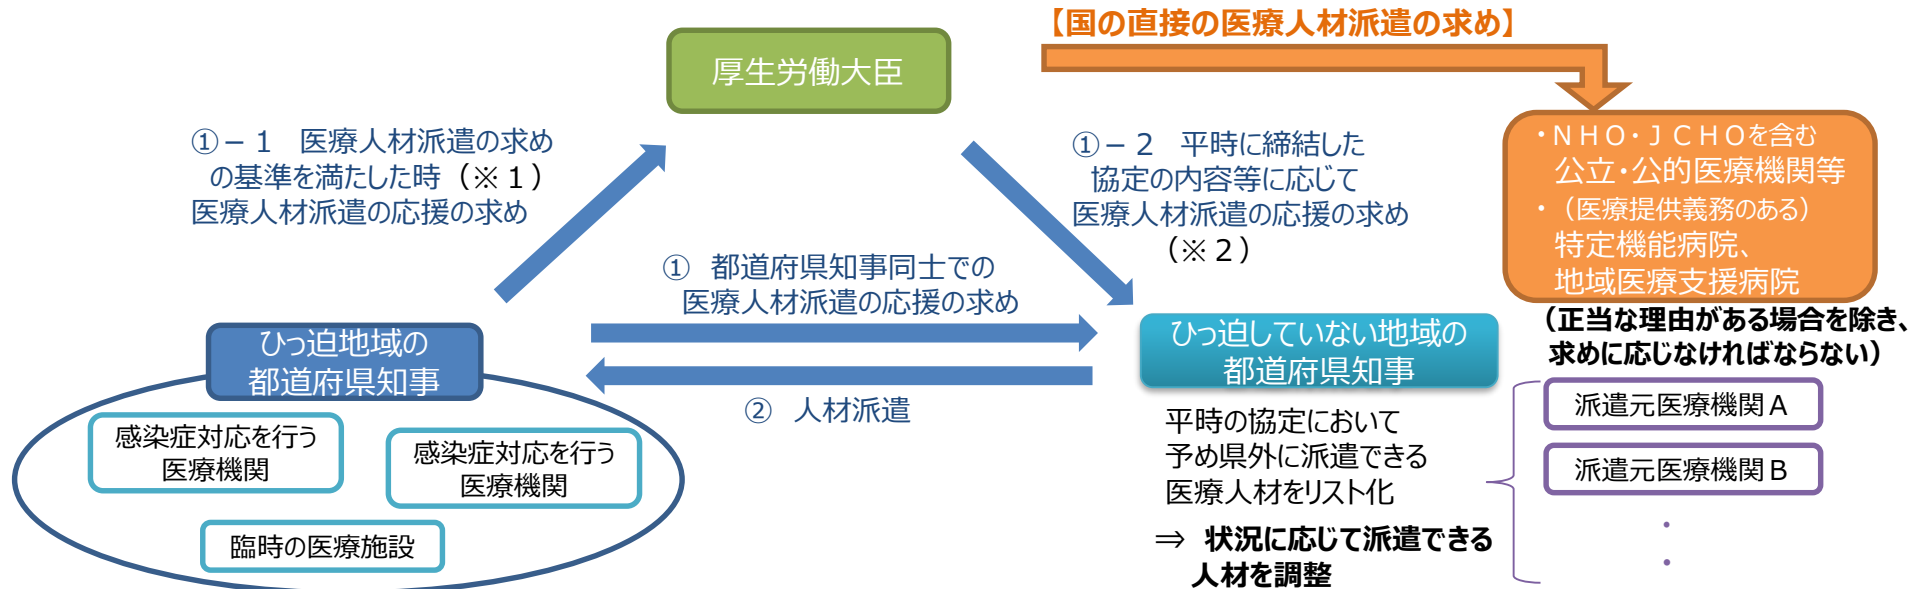 【国の直接の医療人材派遣の求め】
厚生労働大臣
①－１　医療人材派遣の求め
の基準を満たした時（※１）
医療人材派遣の応援の求め
①－２　平時に締結した
協定の内容等に応じて
医療人材派遣の応援の求め
（※２）
・ＮＨＯ・ＪＣＨＯを含む
公立・公的医療機関等
・（医療提供義務のある）
特定機能病院、
地域医療支援病院
（正当な理由がある場合を除き、
求めに応じなければならない）
①　都道府県知事同士での
医療人材派遣の応援の求め
ひっ迫地域の
都道府県知事
ひっ迫していない地域の
都道府県知事
②　人材派遣
感染症対応を行う
医療機関
感染症対応を行う
医療機関
臨時の医療施設
平時の協定において
予め県外に派遣できる
医療人材をリスト化
⇒　状況に応じて派遣できる
人材を調整
派遣元医療機関Ａ
派遣元医療機関Ｂ
・
・